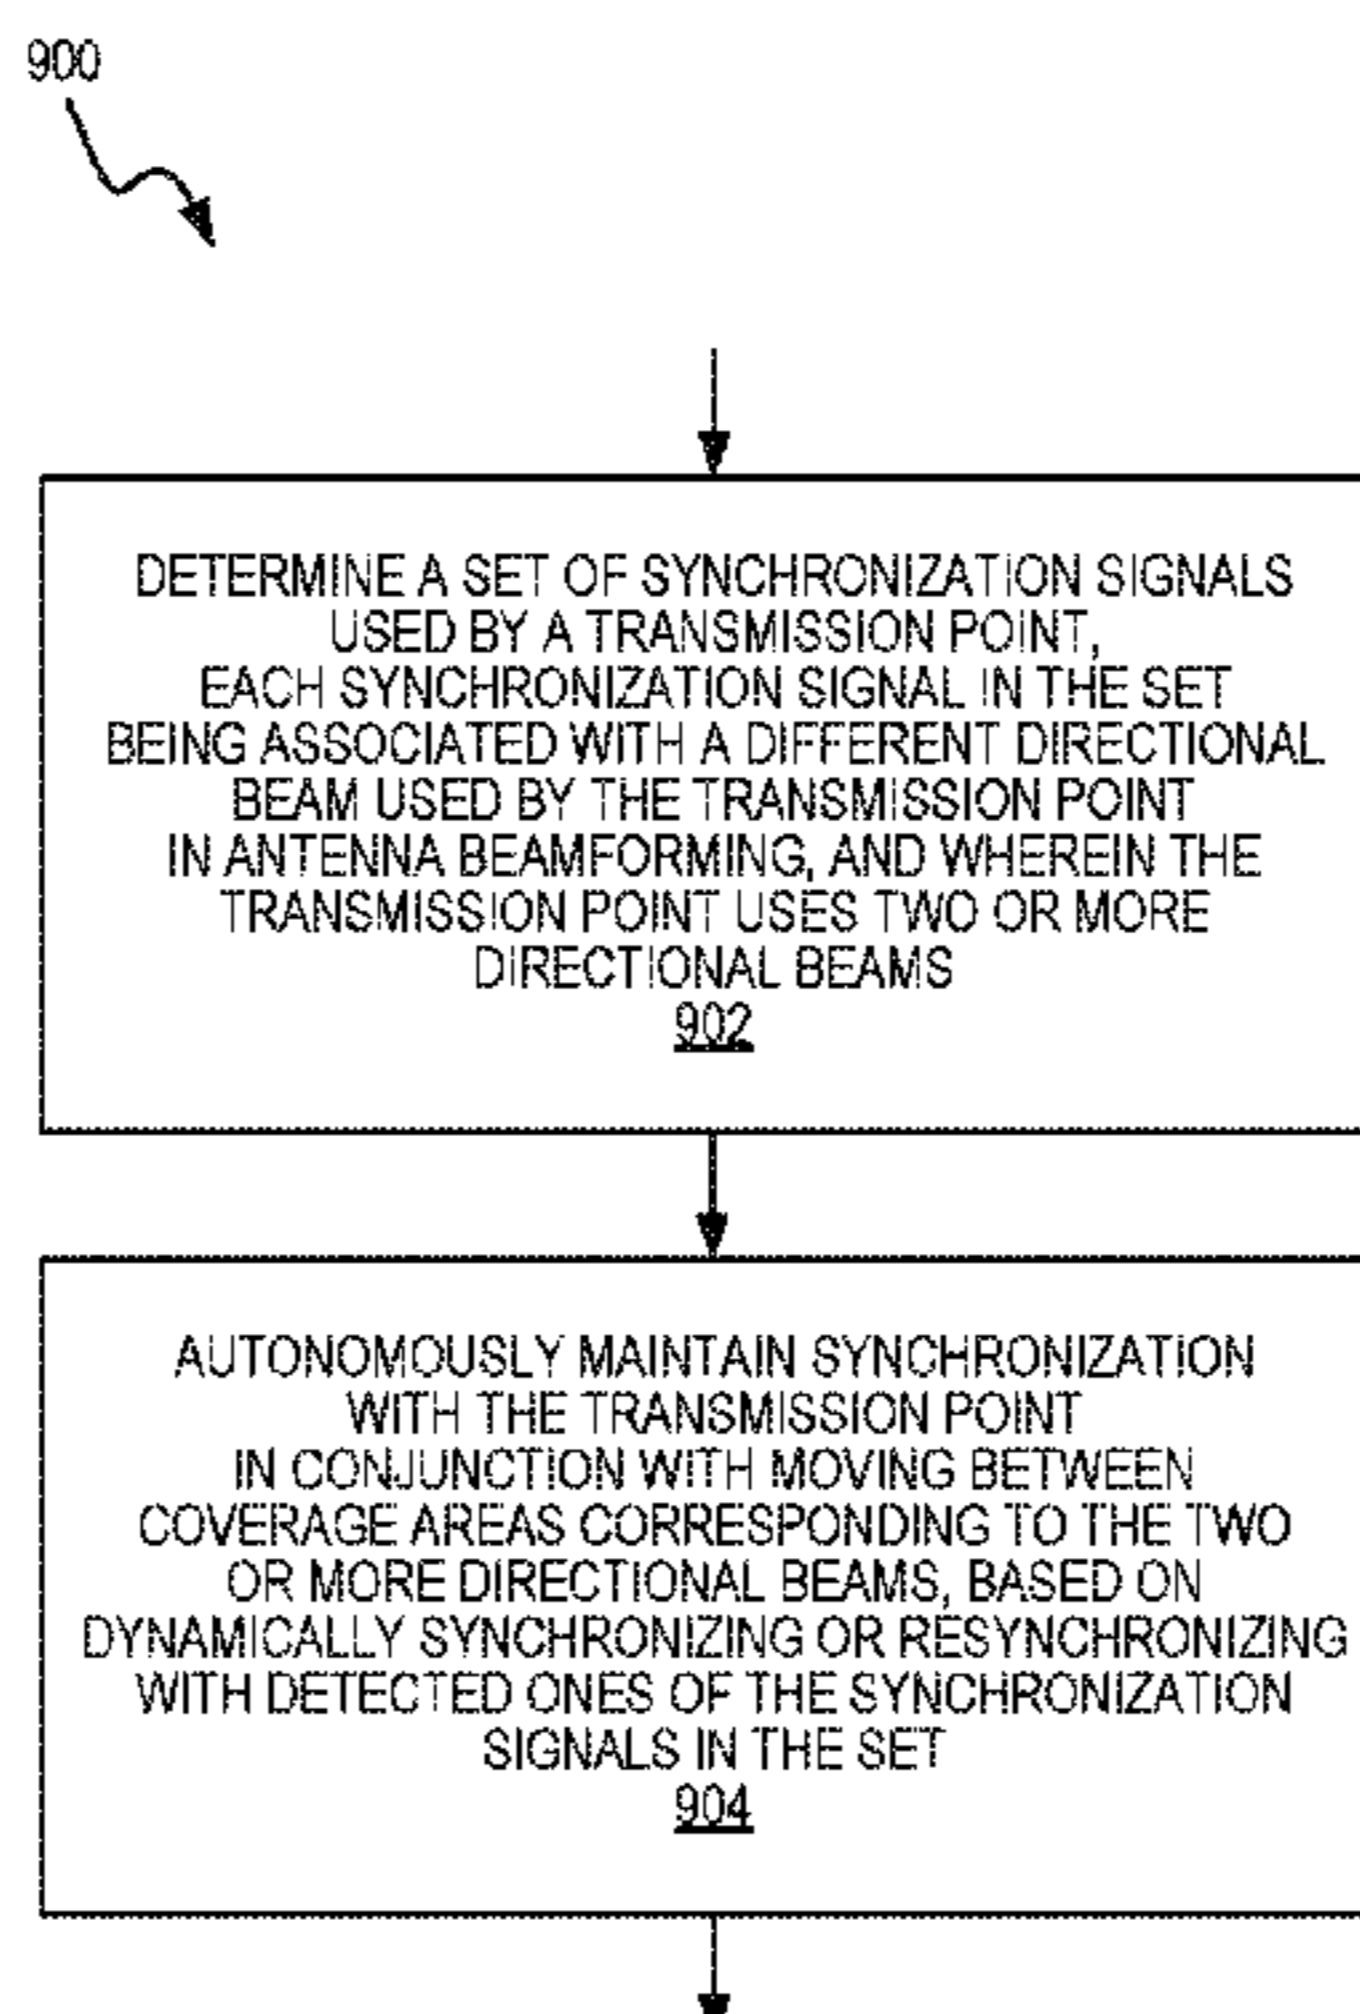 900
DETERMINE A SET OF SYNCHRONIZATION SIGNALS
USED BY A TRANSMISSION POINT,
EACH SYNCHRONIZATION SIGNAL IN THE SET
BEING ASSOCIATED WITH A DIFFERENT DIRECTIONAL
BEAM USED BY THE TRANSMISSION POINT
IN ANTENNA BEAMFORMING, AND WHEREIN THE
TRANSMISSION POINT USES TWO OR MORE
DIRECTIONAL BEAMS
902
AUTONOMOUSLY MAINTAIN SYNCHRONIZATION
WITH THE TRANSMISSION POINT
IN CONJUNCTION WITH MOVING BETWEEN
COVERAGE AREAS CORRESPONDING TO THE TWO
OR MORE DIRECTIONAL BEAMS, BASED ON
DYNAMICALLY SYNCHRONIZING OR RESYNCHRONIZING
WITH DETECTED ONES OF THE SYNCHRONIZATION
SIGNALS IN THE SET
904